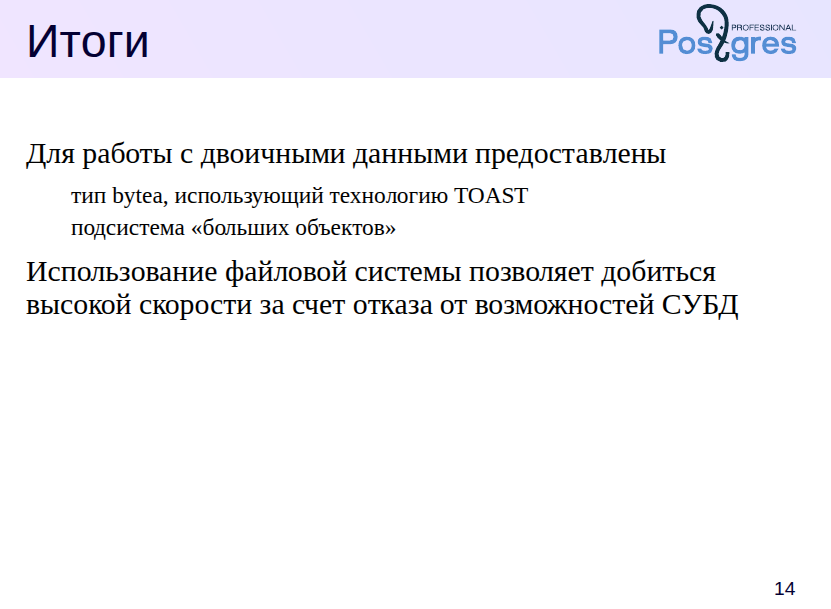 Итоги
PROFESSIONAL
Postgres
Для работы с двоичными данными предоставлены
тип bytea, использующий технологию TOAST
подсистема «больших объектов»
Использование файловой системы позволяет добиться
высокой скорости за счет отказа от возможностей СУБД
14